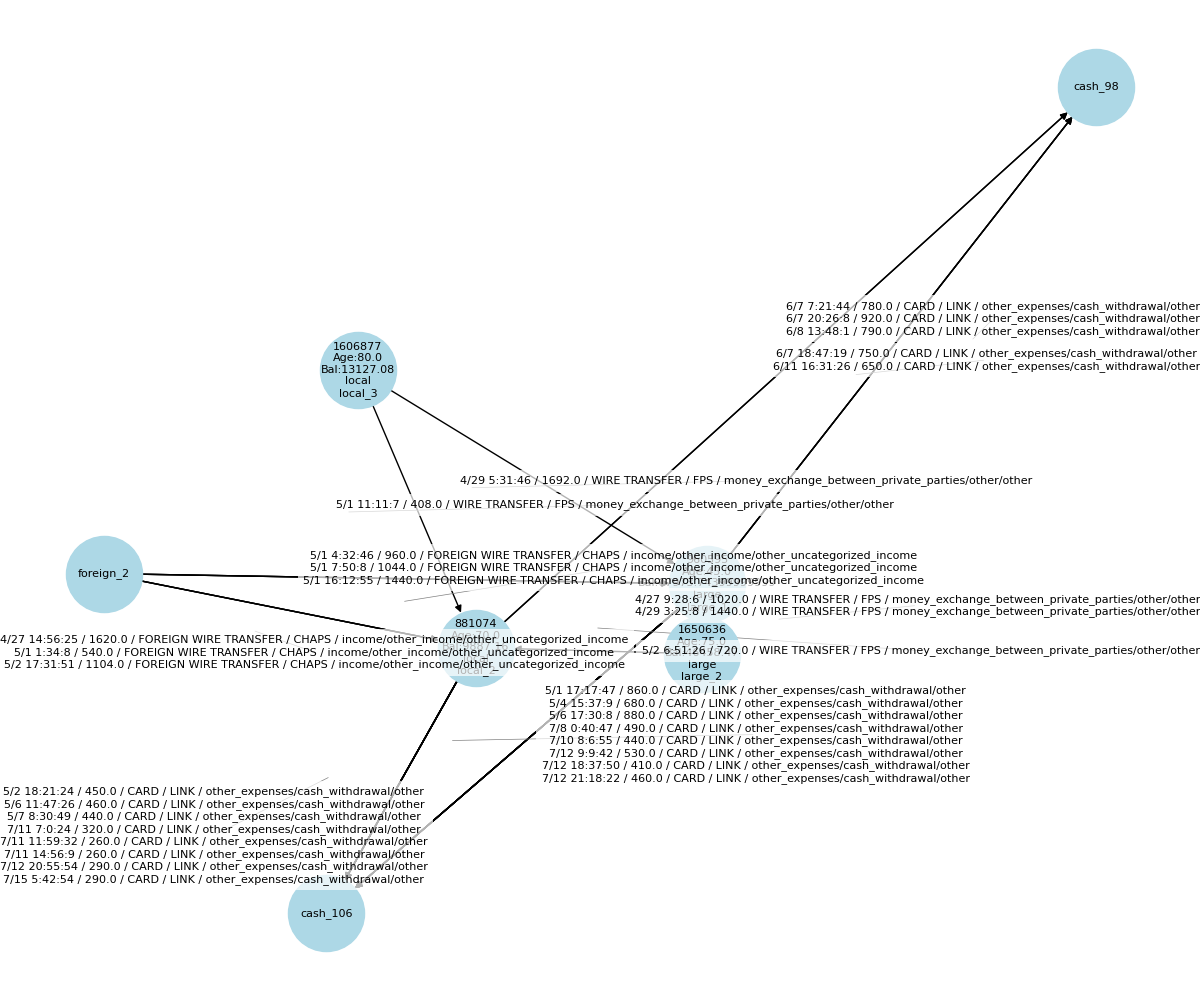 cash_98
6/7 7:21:44 / 780.0 / CARD / LINK / other_expenses/cash_withdrawal/other
6/7 20:26:8 / 920.0 / CARD / LINK / other_expenses/cash_withdrawal/other
6/8 13:48:1 / 790.0 / CARD / LINK / other_expenses/cash_withdrawal/other
6/7 18:47:19 / 750.0 / CARD / LINK / other_expenses/cash_withdrawal/other
6/11 16:31:26 / 650.0 / CARD / LINK / other_expenses/cash_withdrawal/other
1606877
Age:80.0
Bal:13127.08
local
local_3
4/29 5:31:46 / 1692.0 / WIRE TRANSFER / FPS / money_exchange_between_private_parties/other/other
5/1 11:11:7 / 408.0 / WIRE TRANSFER / FPS / money_exchange_between_private_parties/other/other
foreign_2
5/1 4:32:46 / 960.0 / FOREIGN WIRE TRANSFER / CHAPS / income/other_income/other_uncategorized_income
5/1 7:50:8 / 1044.0 / FOREIGN WIRE TRANSFER / CHAPS / income/other_income/other_uncategorized_income
5/1 16:12:55 / 1440.0 / FOREIGN WIRE TRANSFER / CHAPS / income/other_income/other_uncategorized_income
large
4/27 9:28:6 / 1020.0 / WIRE TRANSFER / FPS / money_exchange_between_private_parties/other/other
4/29 3:25:8 / 1440.0 / WIRE TRANSFER / FPS / money_exchange_between_private_parties/other/other
881074
Age:70.0
local_2
1650636
Age:75.0
large
large_2
4/27 14:56:25 / 1620.0 / FOREIGN WIRE TRANSFER / CHAPS / income/other_income/other_uncategorized_income
5/1 1:34:8 / 540.0 / FOREIGN WIRE TRANSFER / CHAPS / income/other_income/other_uncategorized_income
5/2 17:31:51 / 1104.0 / FOREIGN WIRE TRANSFER / CHAPS / income/other_income/other_uncategorized_income
5/2 6:51:26 / 720.0 / WIRE TRANSFER / FPS / money_exchange_between_private_parties/other/other
5/1 17:17:47 / 860.0 / CARD / LINK / other_expenses/cash_withdrawal/other
5/4 15:37:9 / 680.0 / CARD / LINK / other_expenses/cash_withdrawal/other
5/6 17:30:8 / 880.0 / CARD / LINK / other_expenses/cash_withdrawal/other
7/8 0:40:47 / 490.0 / CARD / LINK / other_expenses/cash_withdrawal/other
7/10 8:6:55 / 440.0 / CARD / LINK / other_expenses/cash_withdrawal/other
7/12 9:9:42 / 530.0 / CARD / LINK / other_expenses/cash_withdrawal/other
7/12 18:37:50 / 410.0 / CARD / LINK / other_expenses/cash_withdrawal/other
7/12 21:18:22 / 460.0 / CARD / LINK / other_expenses/cash_withdrawal/other
5/2 18:21:24 / 450.0 / CARD / LINK / other_expenses/cash_withdrawal/other
5/6 11:47:26 / 460.0 / CARD / LINK / other_expenses/cash_withdrawal/other
5/7 8:30:49 / 440.0 / CARD / LINK / other_expenses/cash_withdrawal/other
7/11 7:0:24 / 320.0 / CARD / LINK / other_expenses/cash_withdrawal/other
7/11 11:59:32 / 260.0 / CARD / LINK / other_expenses/cash_withdrawal/other
7/11 14:56:9 / 260.0 / CARD / LINK / other_expenses/cash_withdrawal/other
7/12 20:55:54 / 290.0 / CARD / LINK / other_expenses/cash_withdrawal/other
7/15 5:42:54 / 290.0 / CARD / LINK / other_expenses/cash_withdrawal/other
cash_106